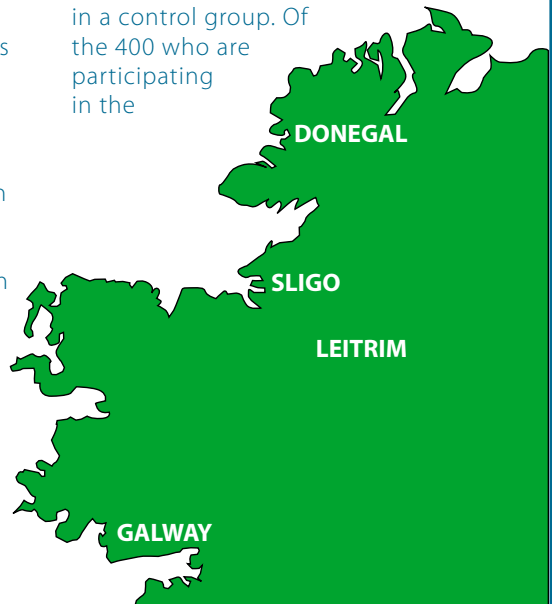 in a control group. Of
s
the 400 who are
participating
in the
n
n
DONEGAL
SLIGO
LEITRIM
GALWAY